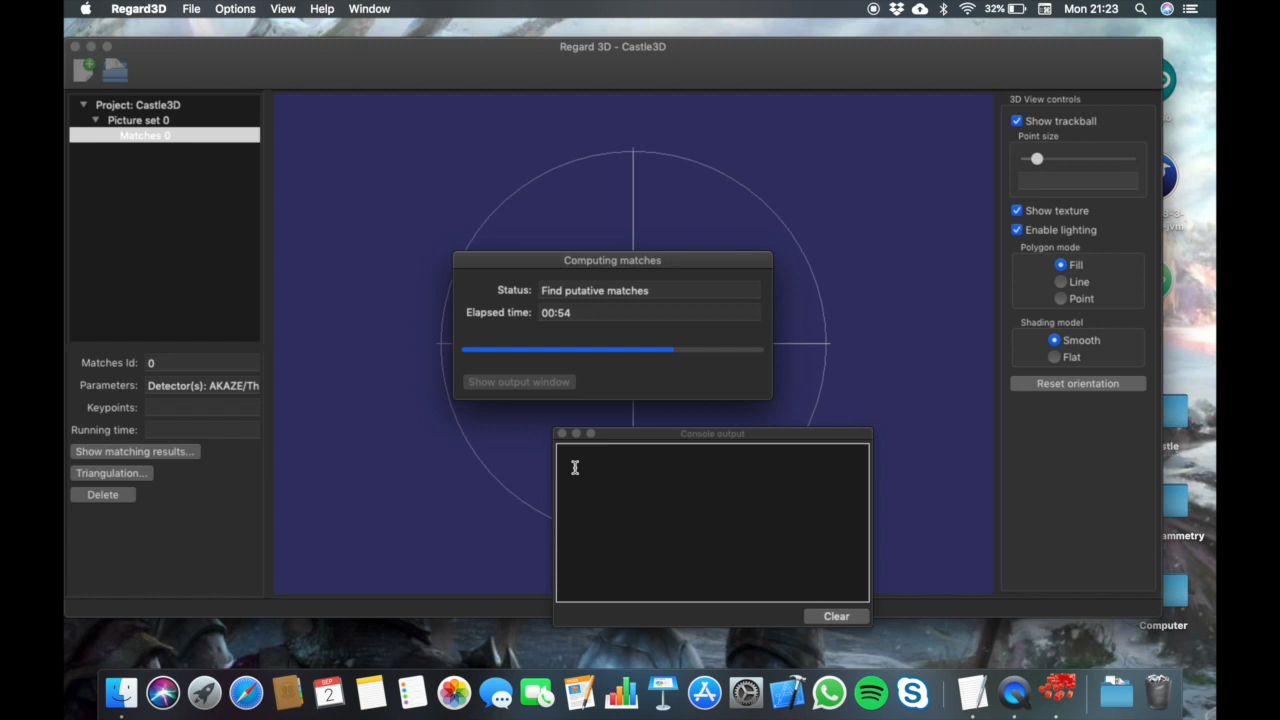 Regard3D File Options View Help Window 32% Mon 21:23
Regard 3D - Castle3D
Project: Castle3D
Picture set 0
Matches 0
Matches Id: 0
Parameters: Detector(s): AKAZE/Th
Keypoints:
Running time:
Show matching results...
Triangulation...
Delete
Computing matches
Status: Find putative matches
Elapsed time: 00:54
Show output window
Console output
Clear
3D View controls
Show trackball
Point size
Show texture
Enable lighting
Polygon mode
Fill
Line
Point
Shading model
Smooth
Flat
Reset orientation
stle
ammetry
Computer
SEP
2